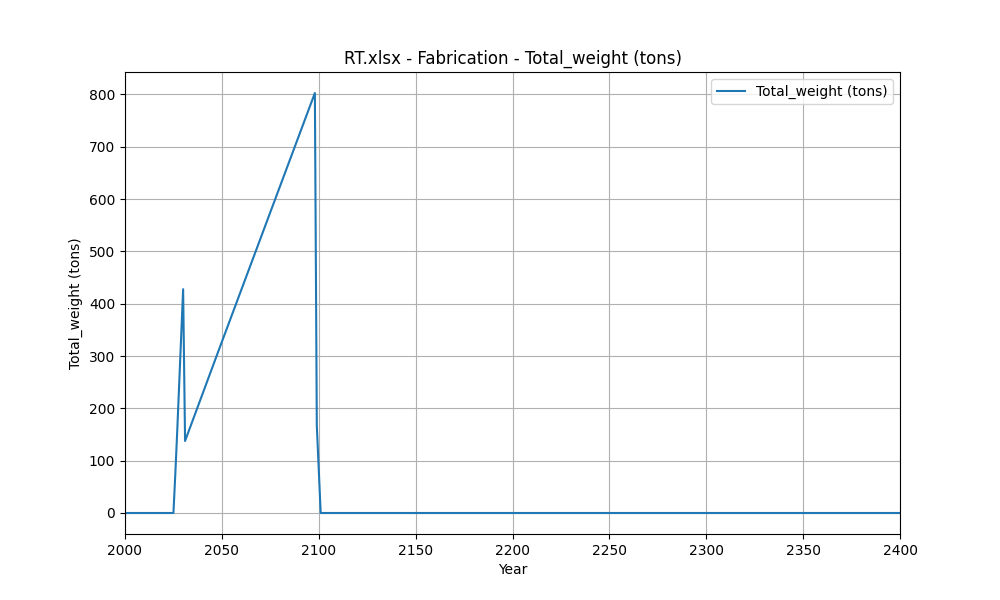 RT.xlsx - Fabrication - Total_weight (tons)
Total_weight (tons)
800
700
600
500
400
300
200
100
0
Total_weight (tons)
2000 2050 2100 2150 2200 2250 2300 2350 2400
Year